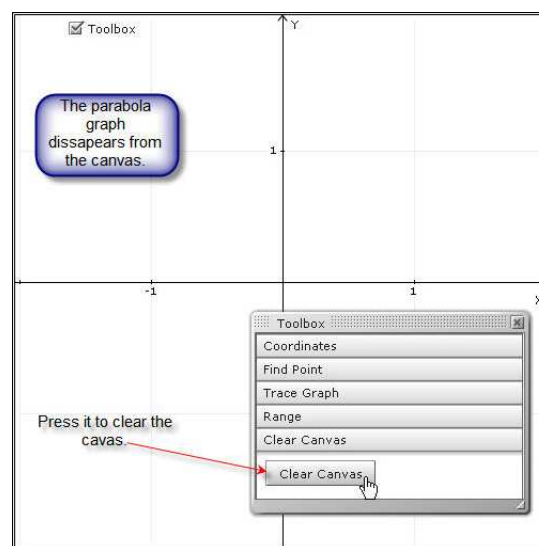 Toolbox
Y
The parabola
graph
dissapears from
the canvas.
1
-1
1
X
Toolbox
Coordinates
Find Point
Trace Graph
Range
Clear Canvas
Press it to clear the
cavas.
Clear Canvas